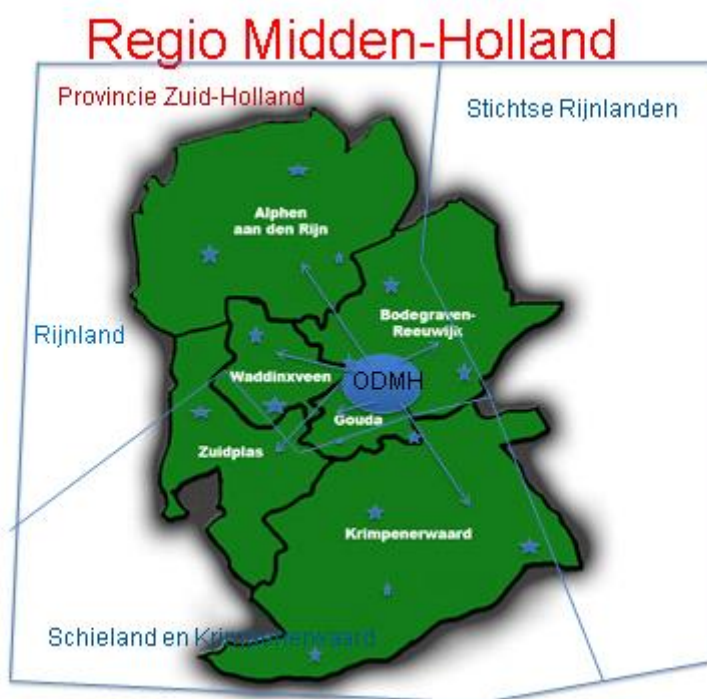 Regio Midden-Holland
Provincie Zuid-Holland
Stichtse Rijnlanden
Alphen
aan den Rijn
Bodegraven-
Reeuwijk
Rijnland
Waddinxveen
ODMH
Gouda
Zuidplas
Krimpenerwaard
Schieland en Krimpenerwaard